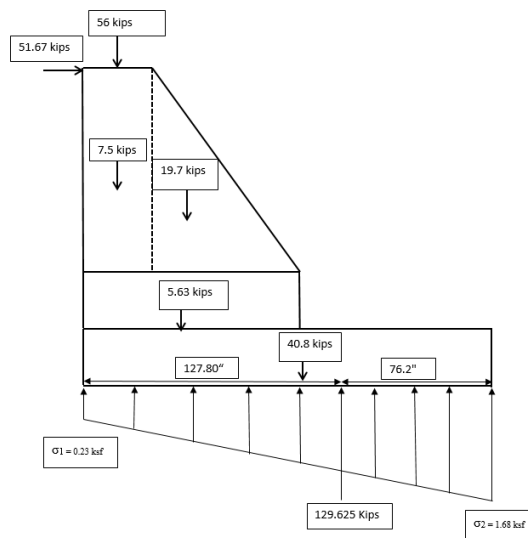 56 kips
51.67 kips
7.5 kips
19.7 kips
5.63 kips
40.8 kips
127.80“
76.2"
σ1 = 0.23 ksf
129.625 Kips
σ2 = 1.68 ksf